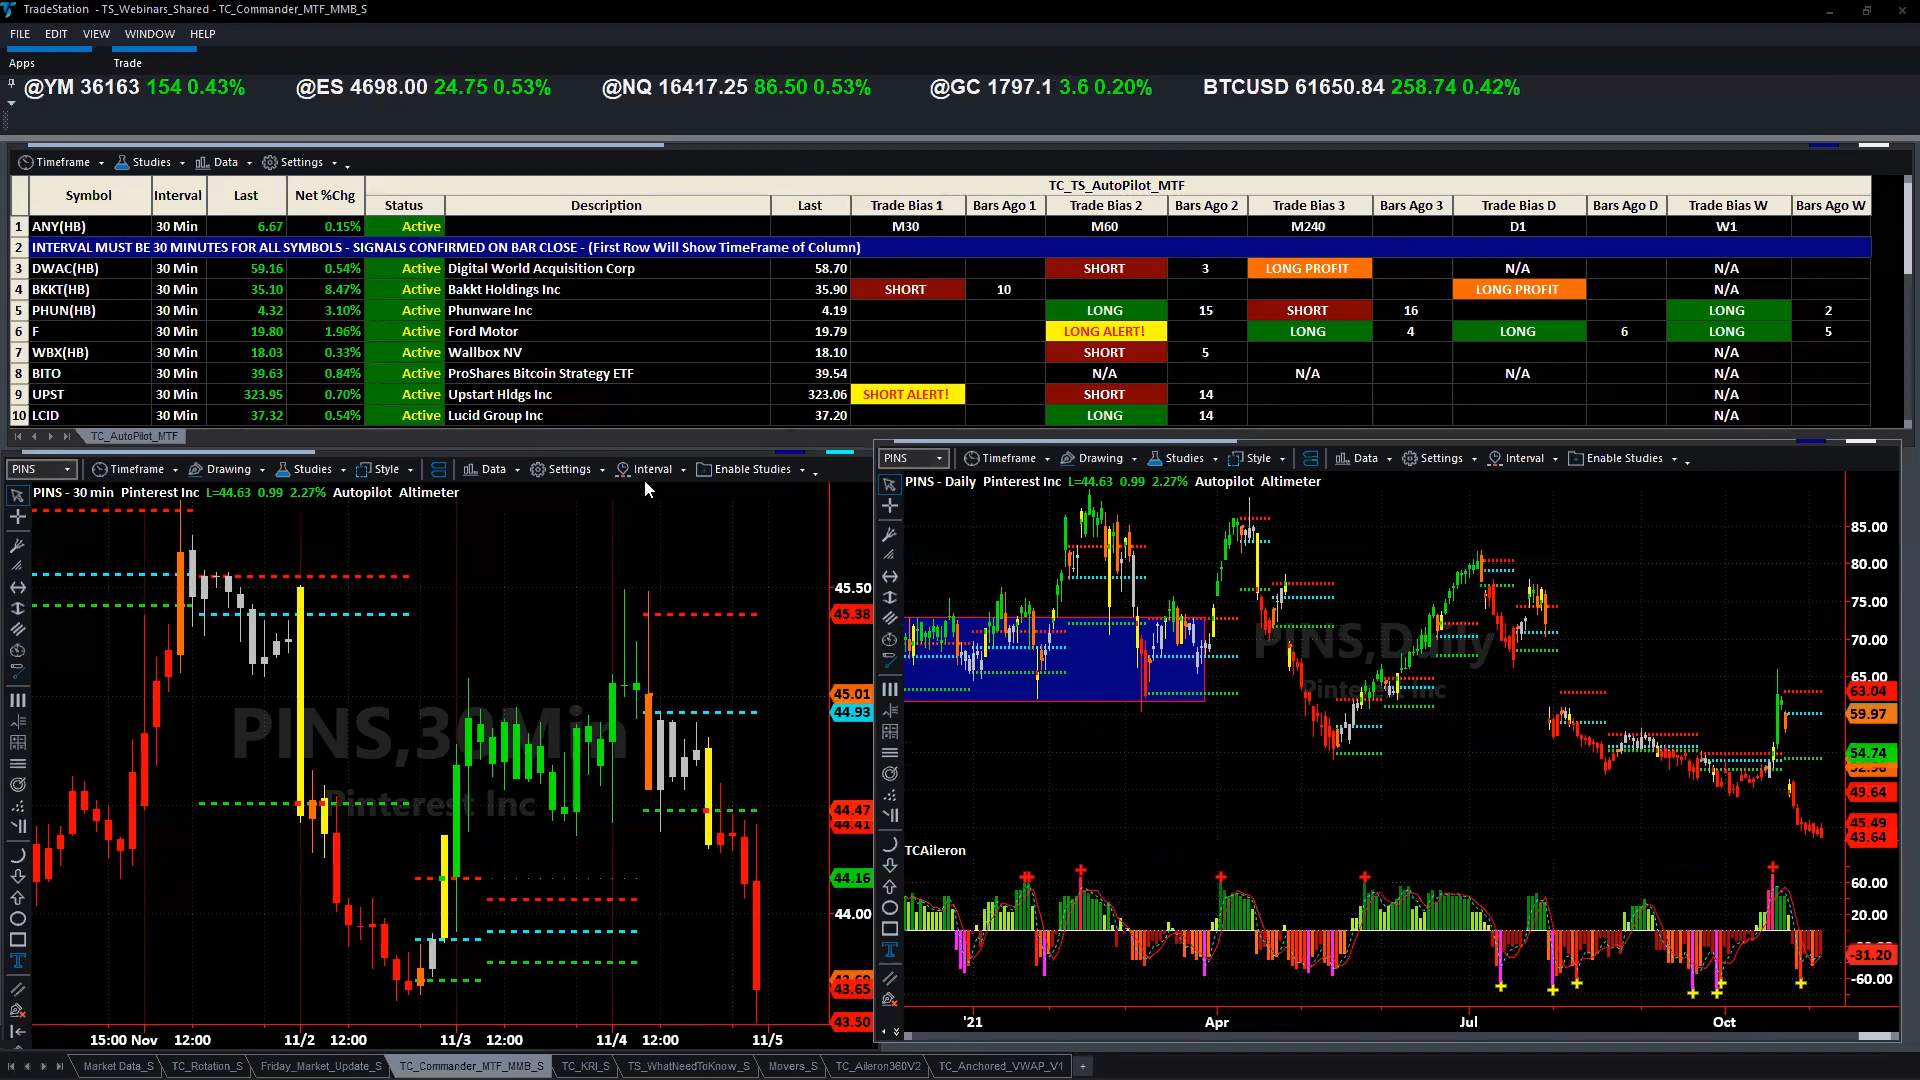 TradeStation - TS_Webinars_Shared - TC_Commander_MTF_MMB_S
FILE EDIT VIEW WINDOW HELP
Apps Trade
@YM 36163 154 0.43% @ES 4698.00 24.75 0.53% @NQ 16417.25 86.50 0.53% @GC 1797.1 3.6 0.20% BTCUSD 61650.84 258.74 0.42%
Timeframe Studies Data Settings
TC_TS_AutoPilot_MTF
Symbol Interval Last Net %Chg Status Description Last Trade Bias 1 Bars Ago 1 Trade Bias 2 Bars Ago 2 Trade Bias 3 Bars Ago 3 Trade Bias D Bars Ago D Trade Bias W Bars Ago W
1 ANY(HB) 30 Min 6.67 0.15% Active M30 M60 M240 D1 W1
2 INTERVAL MUST BE 30 MINUTES FOR ALL SYMBOLS - SIGNALS CONFIRMED ON BAR CLOSE - (First Row Will Show TimeFrame of Column)
3 DWAC(HB) 30 Min 59.16 0.54% Active Digital World Acquisition Corp 58.70 SHORT 3 LONG PROFIT N/A N/A
4 BKKT(HB) 30 Min 35.10 8.47% Active Bakkt Holdings Inc 35.90 SHORT 10 LONG PROFIT N/A
5 PHUN(HB) 30 Min 4.32 3.10% Active Phunware Inc 4.19 LONG 15 SHORT 16 LONG 2
6 F 30 Min 19.80 1.96% Active Ford Motor 19.79 LONG ALERT! LONG 4 LONG 6 LONG 5
7 WBX(HB) 30 Min 18.03 0.33% Active Wallbox NV 18.10 SHORT 5 N/A
8 BITO 30 Min 39.63 0.84% Active ProShares Bitcoin Strategy ETF 39.54 N/A N/A N/A N/A
9 UPST 30 Min 323.95 0.70% Active Upstart Hldgs Inc 323.06 SHORT ALERT! SHORT 14 N/A
10 LCID 30 Min 37.32 0.54% Active Lucid Group Inc 37.20 LONG 14 N/A
TC_AutoPilot_MTF
PINS Timeframe Drawing Studies Style Data Settings Interval Enable Studies
PINS - 30 min Pinterest Inc L=44.63 0.99 2.27% Autopilot Altimeter
PINS,30Min
Pinterest Inc
45.50
45.38
45.01
44.93
44.47
44.41
44.16
44.00
43.65
43.50
15:00 Nov 12:00 11/2 12:00 11/3 12:00 11/4 12:00 11/5
PINS Timeframe Drawing Studies Style Data Settings Interval Enable Studies
PINS - Daily Pinterest Inc L=44.63 0.99 2.27% Autopilot Altimeter
PINS,Daily
Pinterest Inc
85.00
80.00
75.00
70.00
65.00
63.04
59.97
54.74
49.64
45.49
43.64
TCAileron
60.00
20.00
-31.20
-60.00
'21 Apr Jul Oct
Market Data_S TC_Rotation_S Friday_Market_Update_S TC_Commander_MTF_MMB_S TC_KRI_S TS_WhatNeedToKnow_S Movers_S TC_Aileron360V2 TC_Anchored_VWAP_V1 +